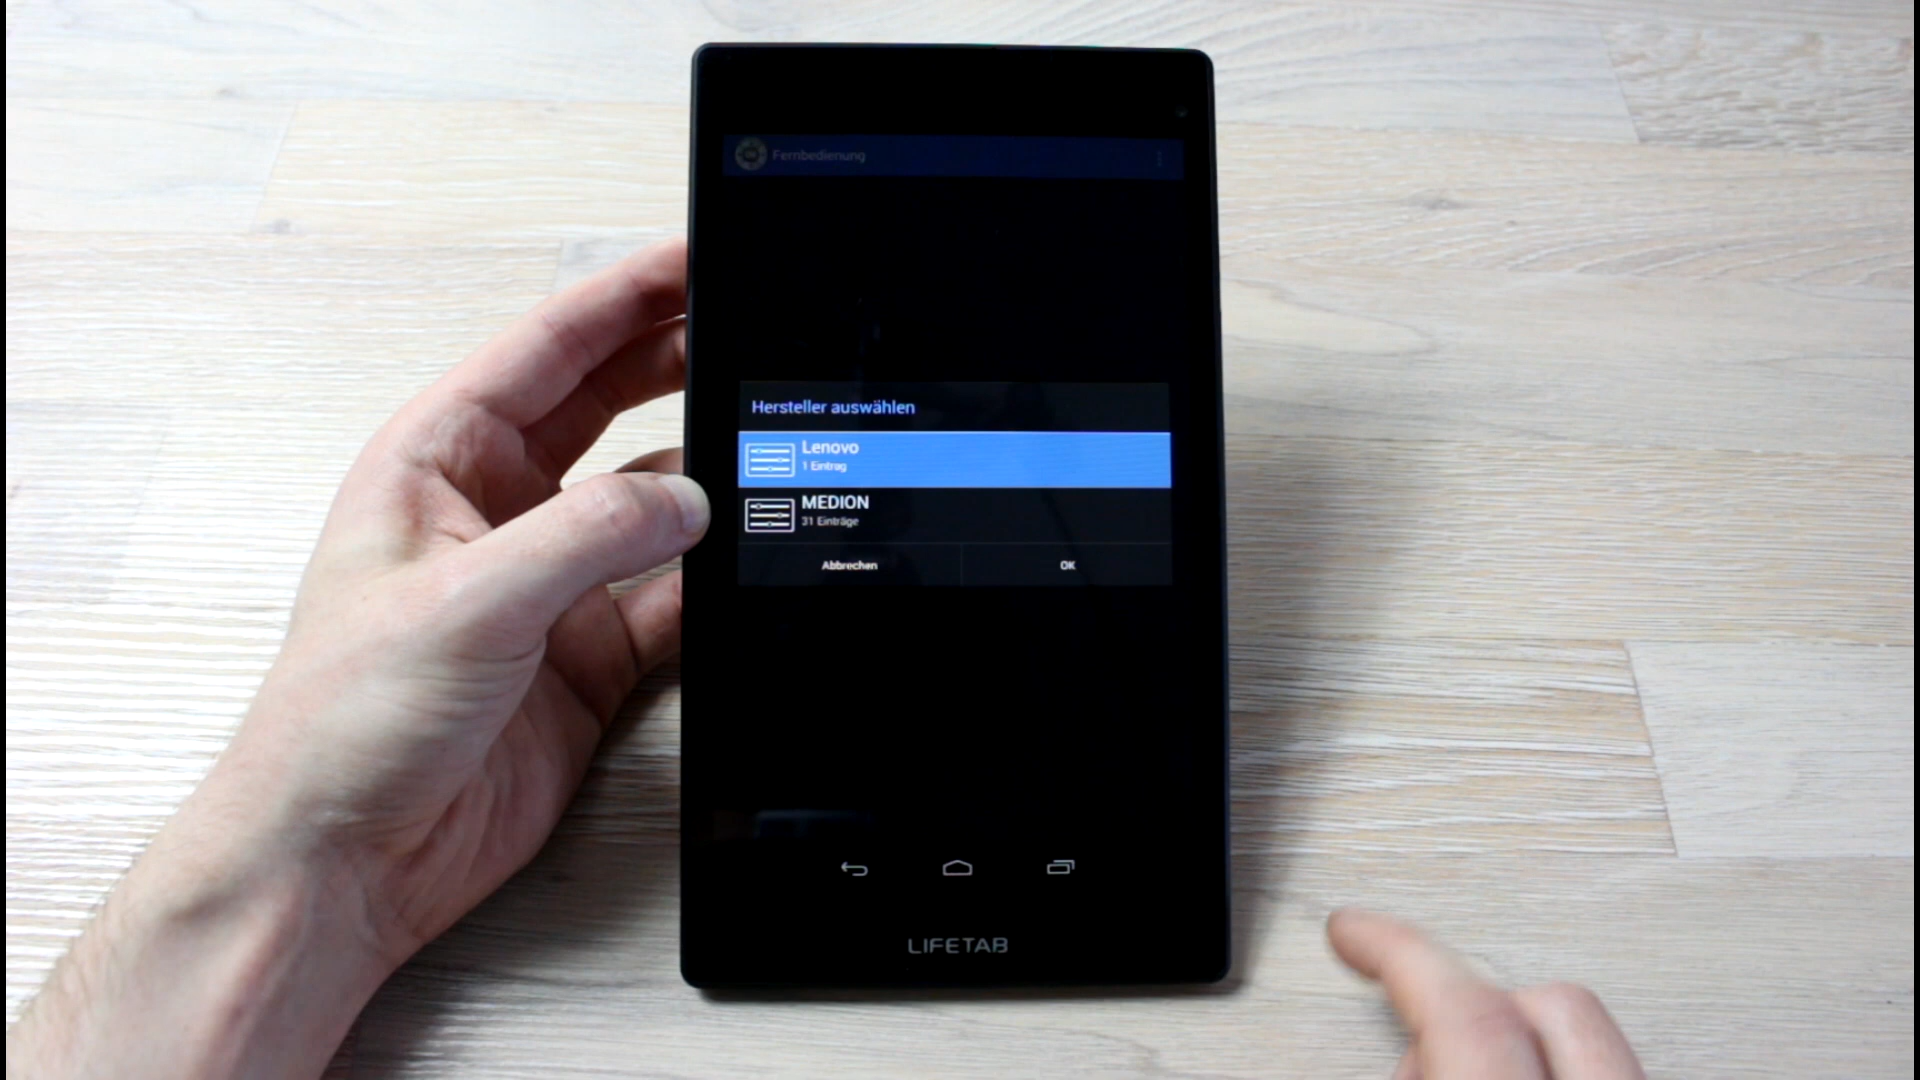 Fernbedienung
Hersteller auswählen
Lenovo
1 Eintrag
MEDION
31 Einträge
Abbrechen
OK
LIFETAB